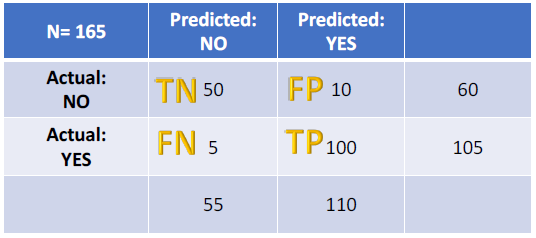 N= 165
Predicted:
NO
Predicted:
YES
Actual:
NO
TN 50
FP 10
60
Actual:
YES
FN 5
TP 100
105
55
110